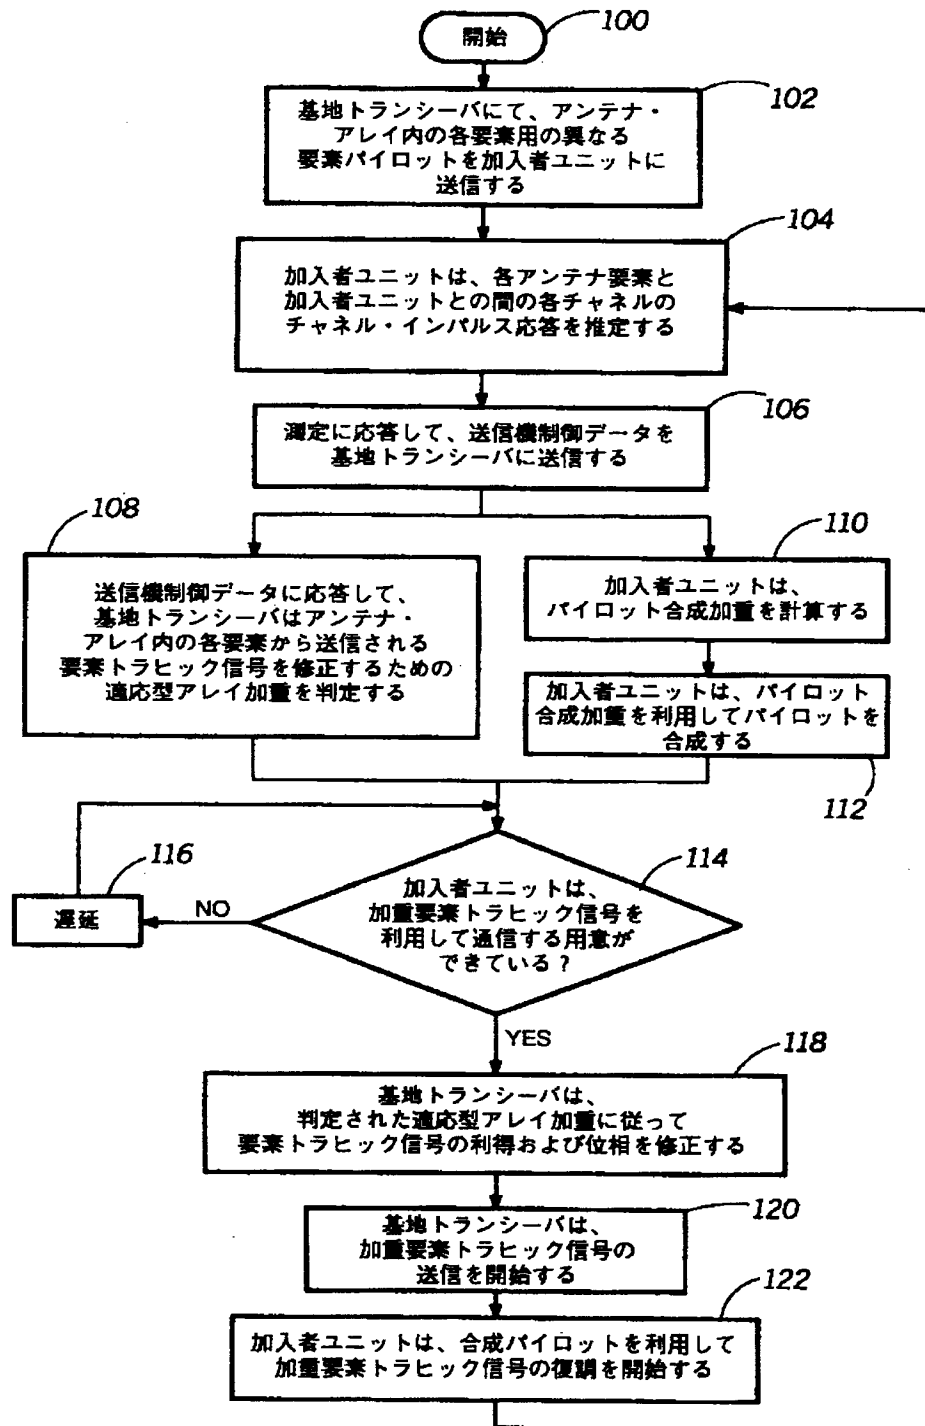 100
開始
102
基地トランシーバにて、アンテナ・
アレイ内の各要素用の異なる
要素パイロットを加入者ユニットに
送信する
104
加入者ユニットは、各アンテナ要素と
加入者ユニットとの間の各チャネルの
チャネル・インパルス応答を推定する
106
測定に応答して、送信機制御データを
基地トランシーバに送信する
108
送信機制御データに応答して、
基地トランシーバはアンテナ・
アレイ内の各要素から送信される
要素トラヒック信号を修正するための
適応型アレイ加重を判定する
110
加入者ユニットは、
パイロット合成加重を計算する
加入者ユニットは、パイロット
合成加重を利用してパイロットを
合成する
112
116
遅延
NO
114
加入者ユニットは、
加重要素トラヒック信号を
利用して通信する用意が
できている？
YES
118
基地トランシーバは、
判定された適応型アレイ加重に従って
要素トラヒック信号の利得および位相を修正する
120
基地トランシーバは、
加重要素トラヒック信号の
送信を開始する
122
加入者ユニットは、合成パイロットを利用して
加重要素トラヒック信号の復調を開始する